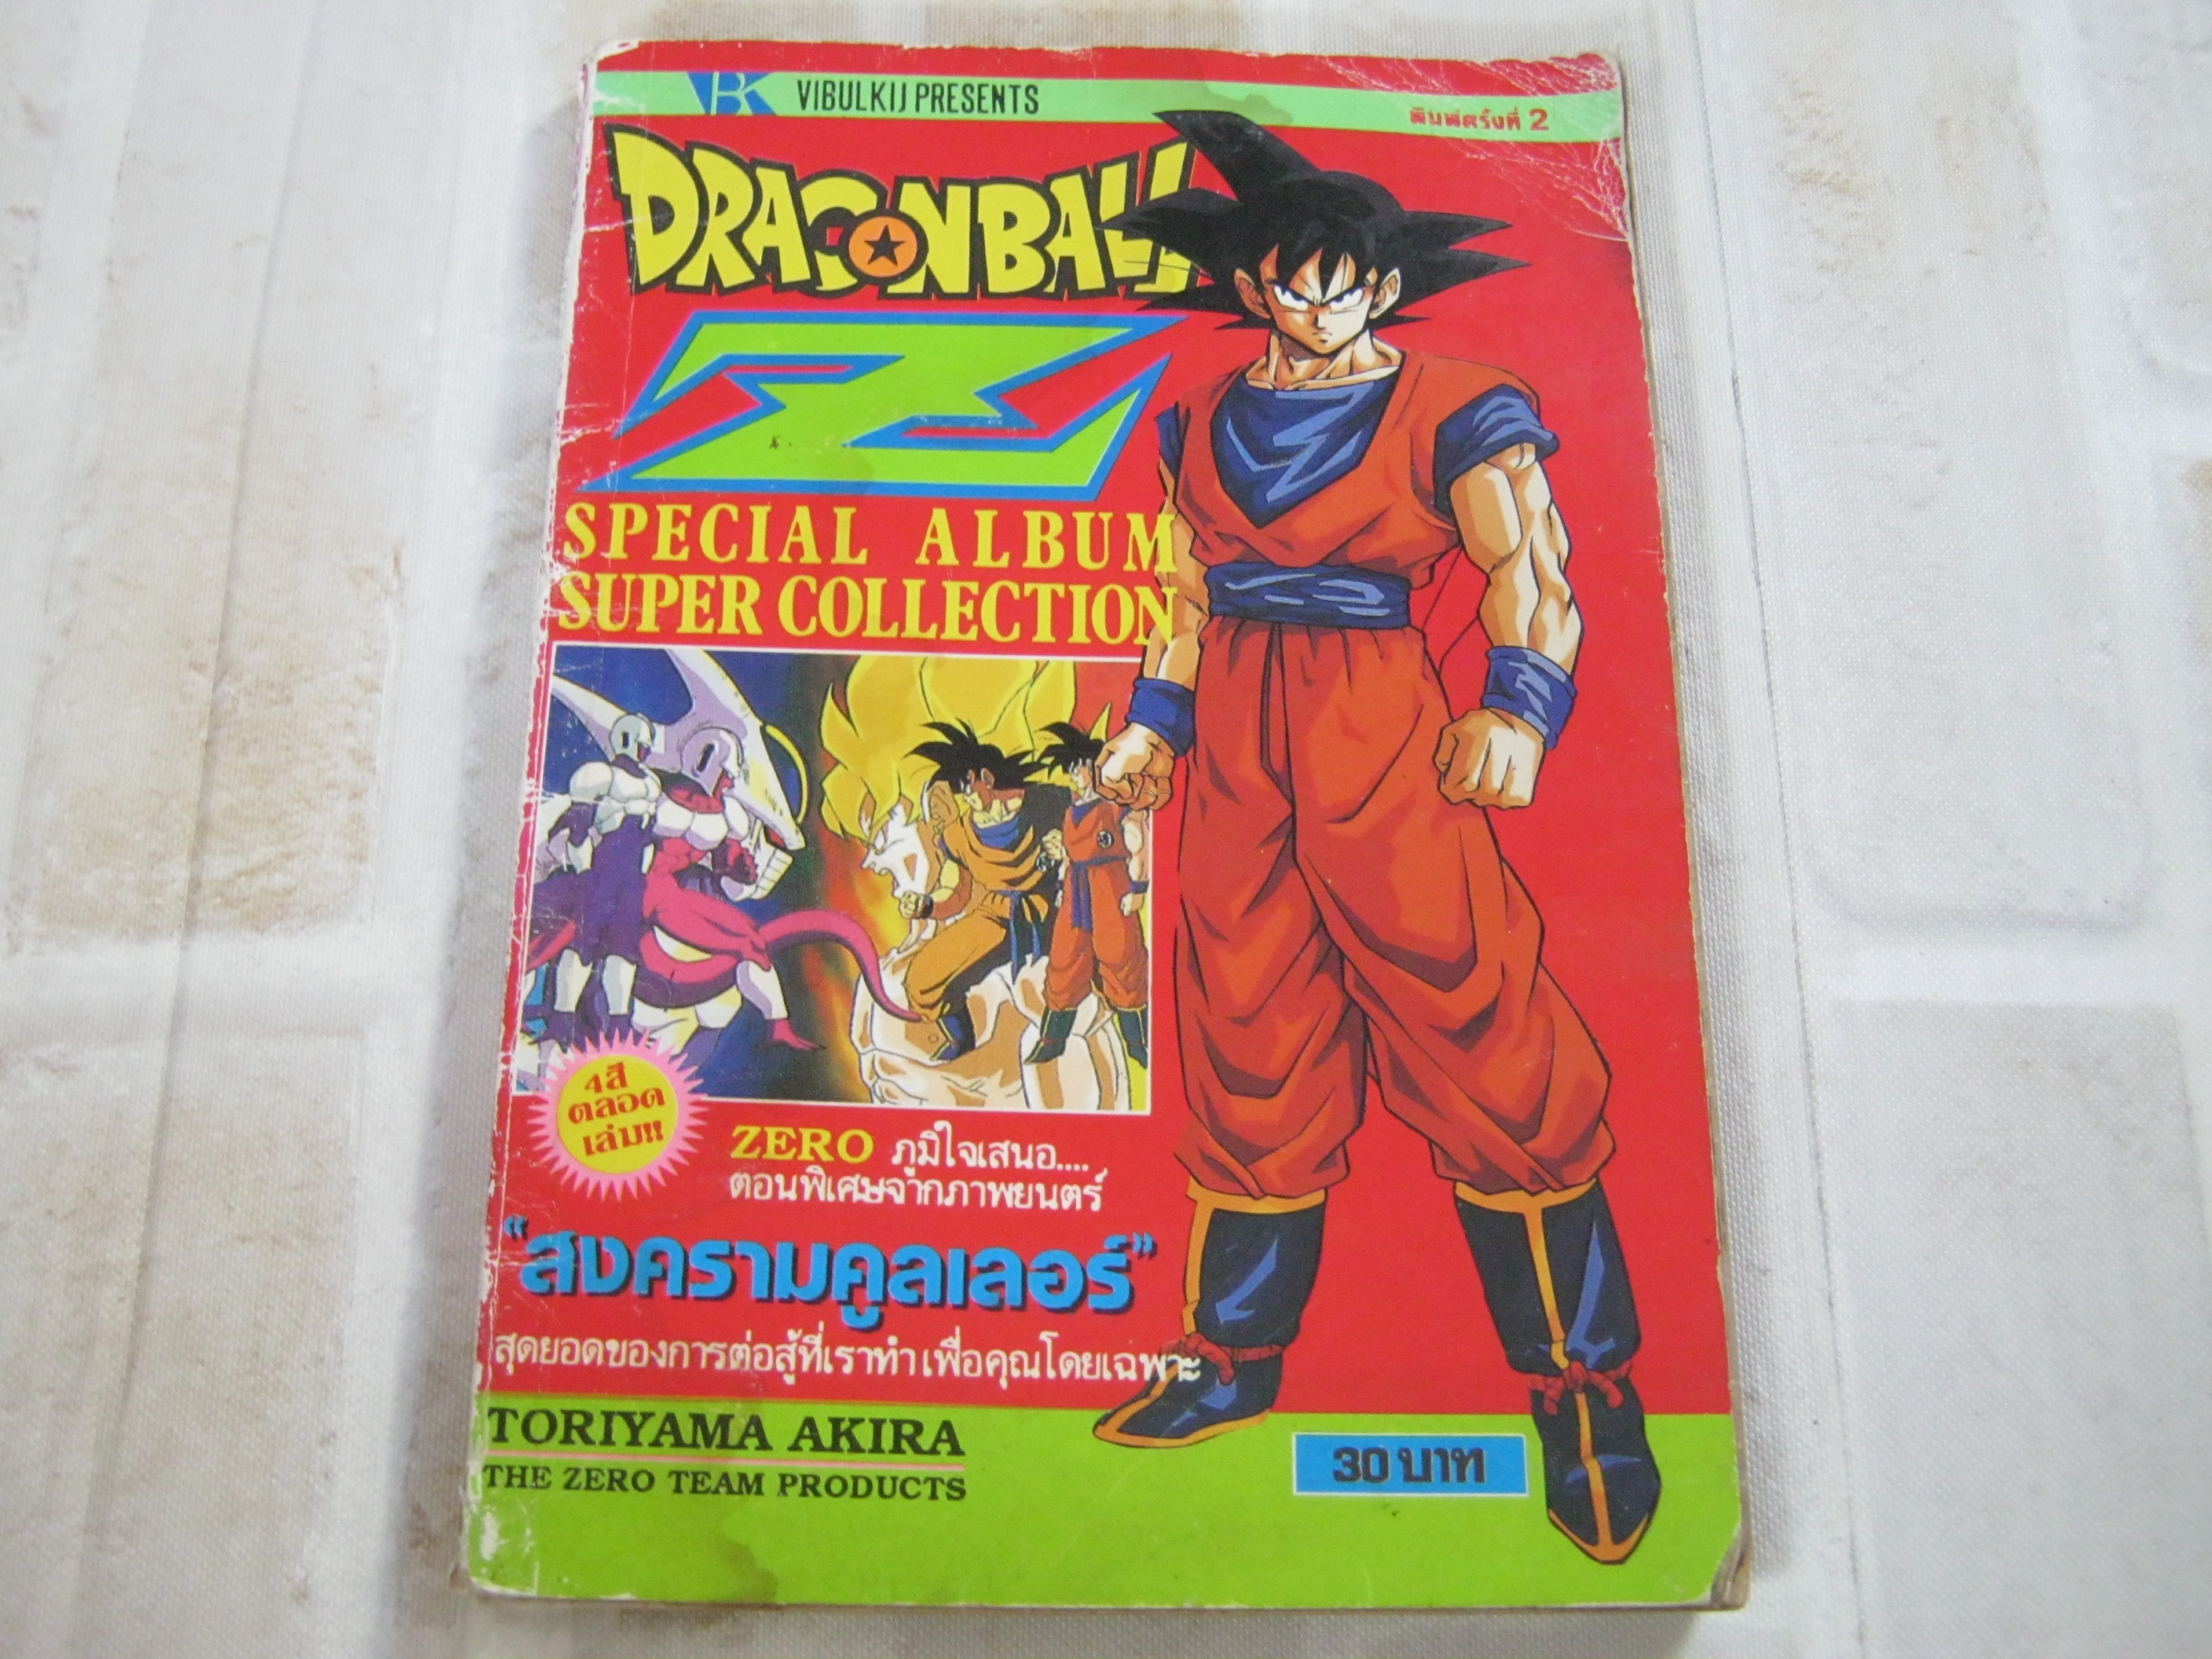 VBK VIBULKIJ PRESENTS
พิมพ์ครั้งที่ 2
DRAGONBALL
Z
SPECIAL ALBUM
SUPER COLLECTION
4สี
ตลอด
เล่ม!!
ZERO ภูมิใจเสนอ....
ตอนพิเศษจากภาพยนตร์
"สงครามคูลเลอร์"
สุดยอดของการต่อสู้ที่เราทำเพื่อคุณโดยเฉพาะ
TORIYAMA AKIRA
THE ZERO TEAM PRODUCTS
30 บาท